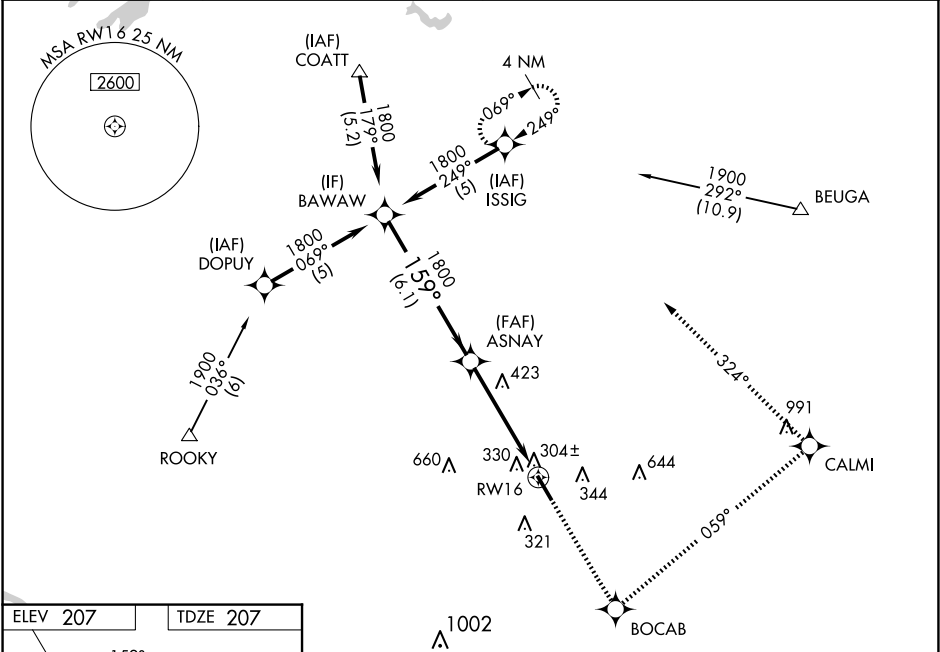 MSA RW16 25 NM
2600
(IAF)
COATT
1800
179°
(5.2)
4 NM
069°
249°
1800
249°
(5)
(IAF)
ISSIG
(IF)
BAWAW
1900
292°
(10.9)
BEUGA
(IAF)
DOPUY
1800
069°
(5)
1800
159°
(6.1)
(FAF)
ASNAY
423
1900
036°
(6)
ROOKY
324°
991
CALMI
660
330
304±
RW16
344
644
321
059°
BOCAB
1002
ELEV 207
TDZE 207